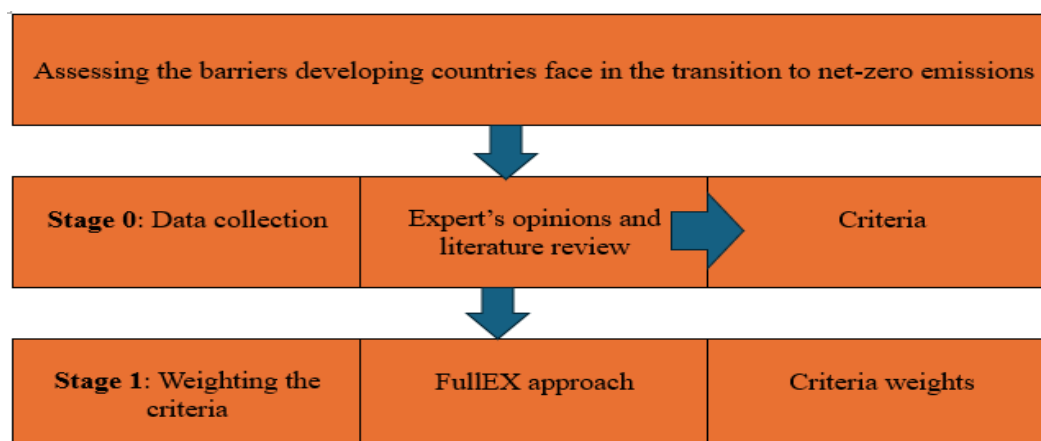 Assessing the barriers developing countries face in the transition to net-zero emissions
Stage 0: Data collection
Expert's opinions and
literature review
Criteria
Stage 1: Weighting the
criteria
FullEX approach
Criteria weights